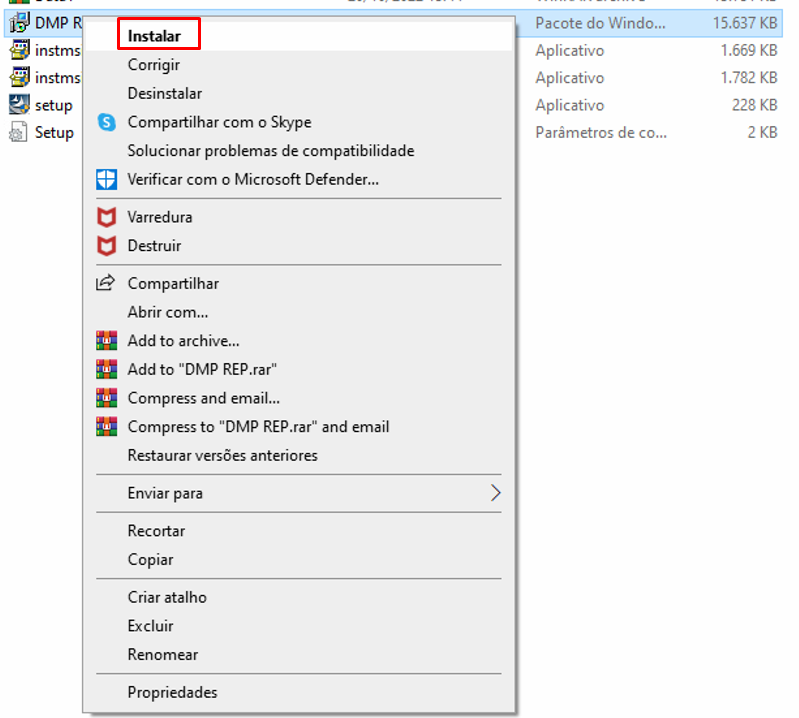 DMP R
Pacote do Windo...
15.637 KB
instms
Aplicativo
1.669 KB
instms
Aplicativo
1.782 KB
setup
Aplicativo
228 KB
Setup
Parâmetros de co...
2 KB
Instalar
Corrigir
Desinstalar
Compartilhar com o Skype
Solucionar problemas de compatibilidade
Verificar com o Microsoft Defender...
Varredura
Destruir
Compartilhar
Abrir com...
Add to archive...
Add to "DMP REP.rar"
Compress and email...
Compress to "DMP REP.rar" and email
Restaurar versões anteriores
Enviar para
Recortar
Copiar
Criar atalho
Excluir
Renomear
Propriedades